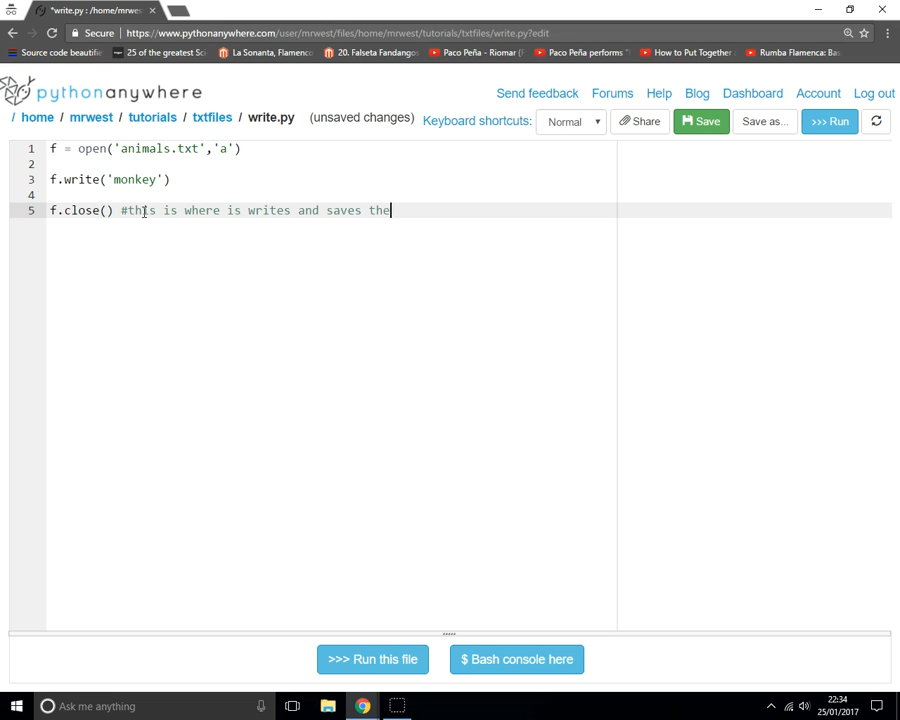 *write.py : /home/mrwes
Secure
https://www.pythonanywhere.com/user/mrwest/files/home/mrwest/tutorials/txtfiles/write.py?edit
Source code beautifie
25 of the greatest Sci
La Sonanta, Flamenco
20. Falseta Fandangos
Paco Peña - Riomar (F
Paco Peña performs "
How to Put Together
Rumba Flamenca: Bas
pythonanywhere
Send feedback Forums Help Blog Dashboard Account Log out
/ home / mrwest / tutorials / txtfiles / write.py (unsaved changes)
Keyboard shortcuts: Normal Share Save Save as... >>> Run
1 f = open('animals.txt','a')
2
3 f.write('monkey')
4
5 f.close() #this is where is writes and saves the
>>> Run this file
$ Bash console here
Ask me anything
22:34
25/01/2017